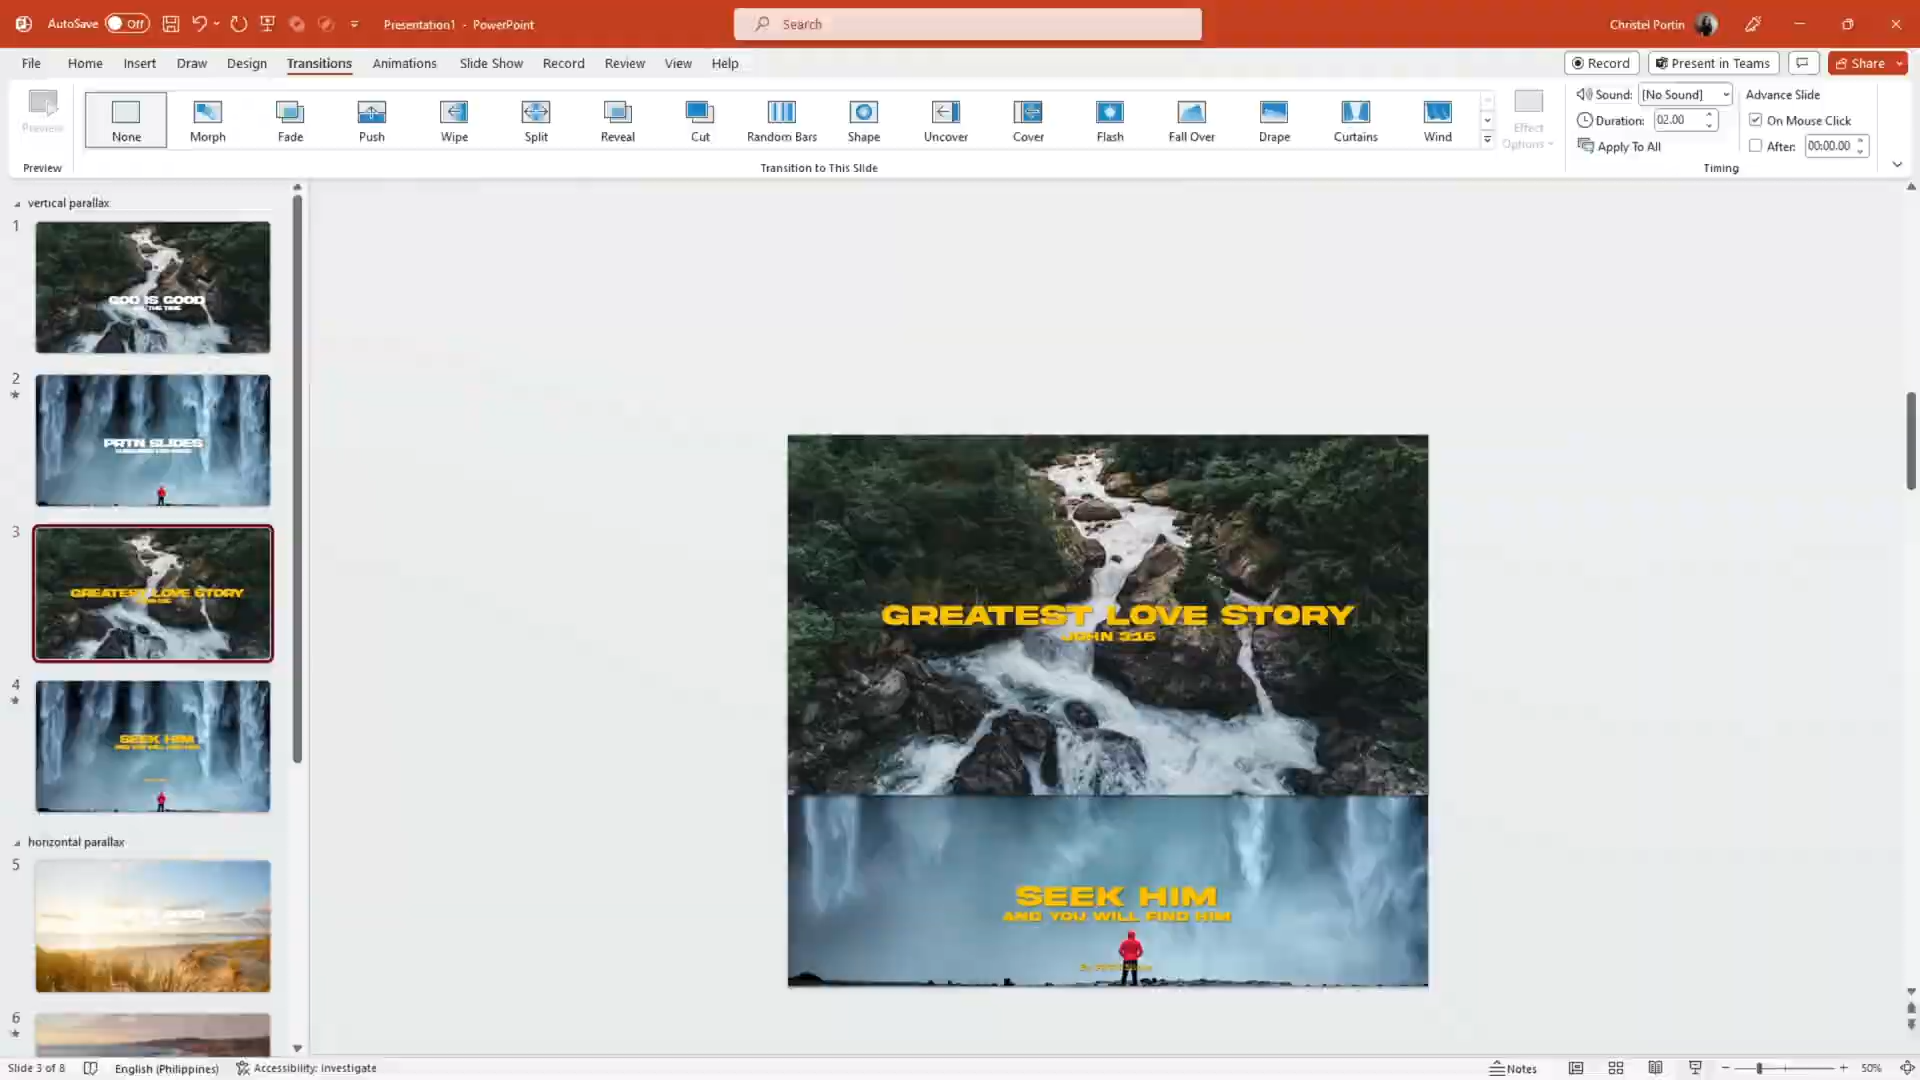 AutoSave Off Presentation1 - PowerPoint Search Christel Portin
File Home Insert Draw Design Transitions Animations Slide Show Record Review View Help Record Present in Teams Share
None Morph Fade Push Wipe Split Reveal Cut Random Bars Shape Uncover Cover Flash Fall Over Drape Curtains Wind
Preview
Effect
Options
Sound: [No Sound]
Duration: 02.00
Apply To All
Advance Slide
On Mouse Click
After: 00:00.00
Preview Transition to This Slide Timing
vertical parallax
1
GOD IS GOOD
2
PRTN SLIDES
3
GREATEST LOVE STORY
4
SEEK HIM
AND YOU WILL FIND HIM
horizontal parallax
5
6
GREATEST LOVE STORY
JOHN 3:16
SEEK HIM
AND YOU WILL FIND HIM
Slide 3 of 8 English (Philippines) Accessibility: Investigate Notes 50%